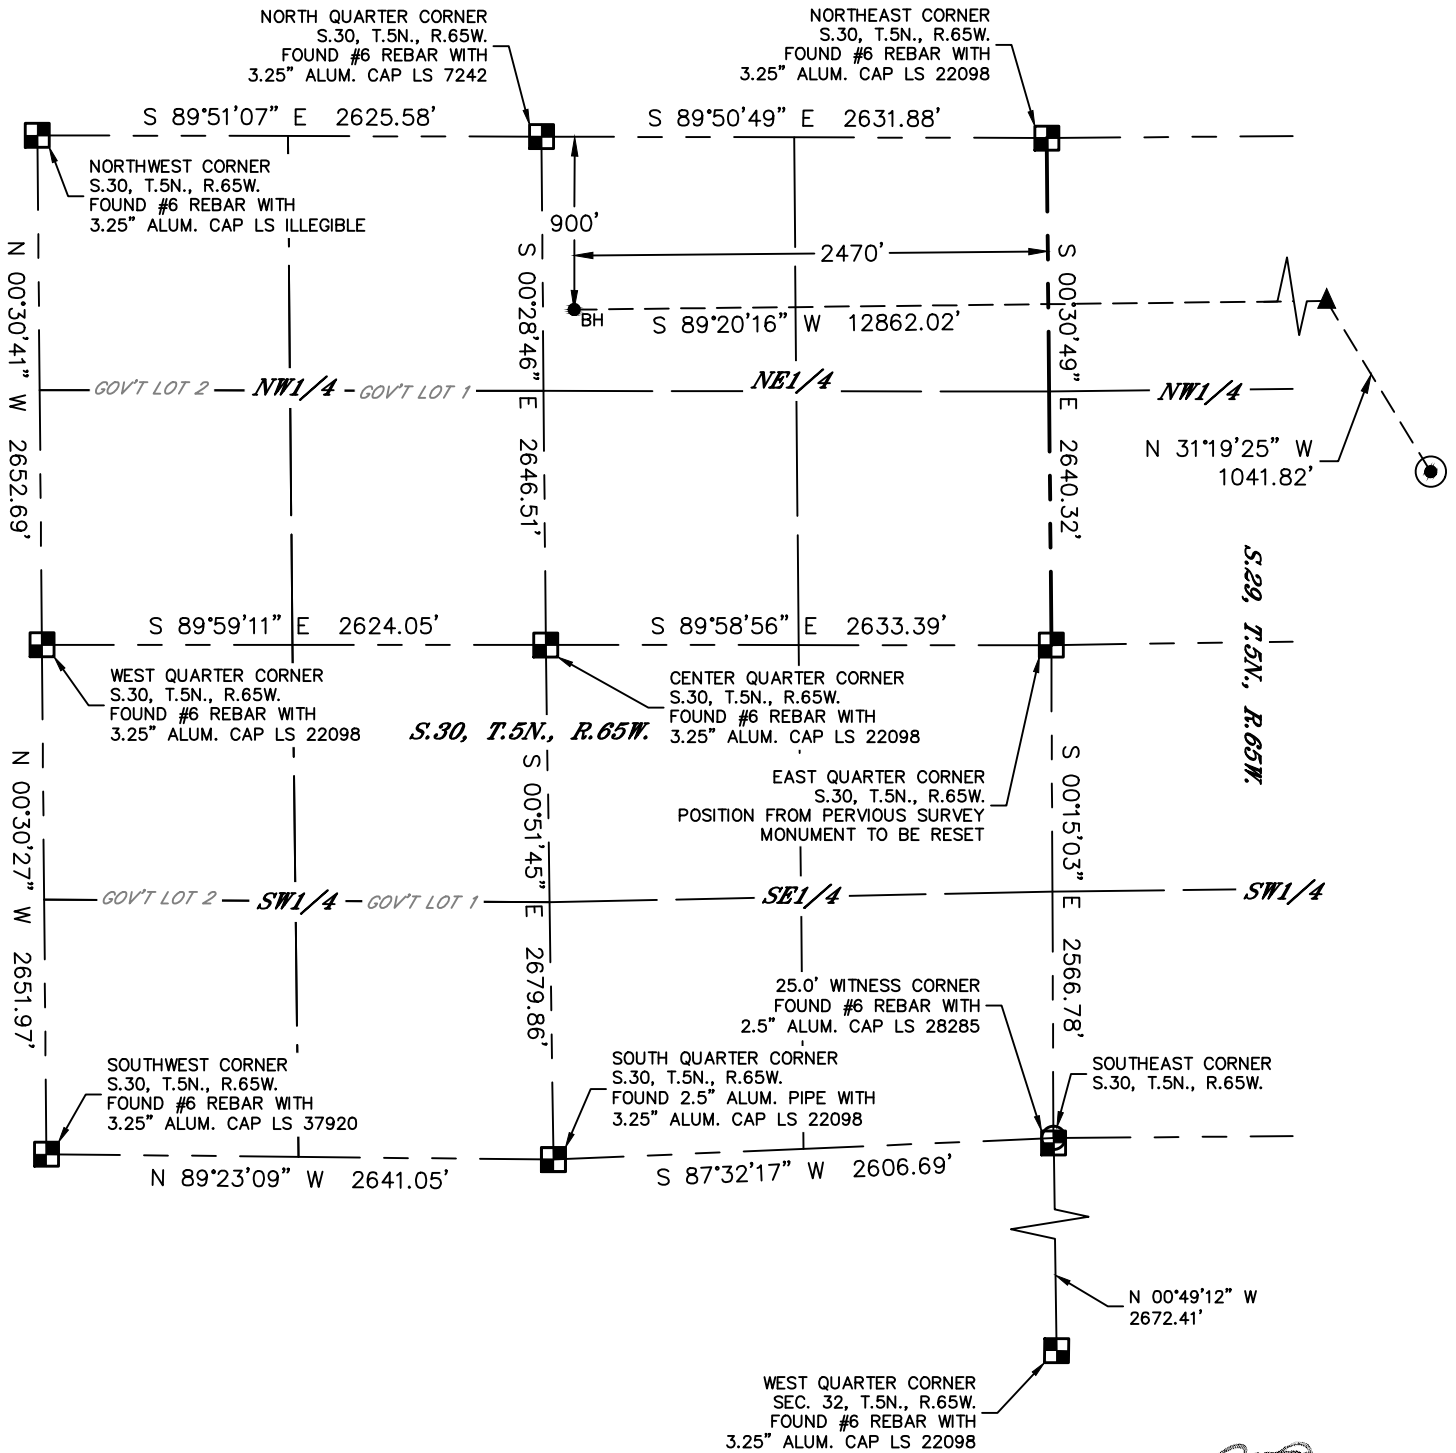 NORTH QUARTER CORNER
S.30, T.5N., R.65W.
FOUND #6 REBAR WITH
3.25" ALUM. CAP LS 7242
NORTHEAST CORNER
S.30, T.5N., R.65W.
FOUND #6 REBAR WITH
3.25" ALUM. CAP LS 22098
S 89°51'07" E 2625.58'
S 89°50'49" E 2631.88'
NORTHWEST CORNER
S.30, T.5N., R.65W.
FOUND #6 REBAR WITH
3.25" ALUM. CAP LS ILLEGIBLE
900'
2470'
BH
S 89°20'16" W 12862.02'
N 00°30'41" W 2652.69'
S 00°28'46" E 2646.51'
S 00°30'49" E 2640.32'
GOV'T LOT 2
NW1/4
GOV'T LOT 1
NE1/4
NW1/4
N 31°19'25" W
1041.82'
S.29, T.5N., R.65W.
S 89°59'11" E 2624.05'
S 89°58'56" E 2633.39'
WEST QUARTER CORNER
S.30, T.5N., R.65W.
FOUND #6 REBAR WITH
3.25" ALUM. CAP LS 22098
S.30, T.5N., R.65W.
CENTER QUARTER CORNER
S.30, T.5N., R.65W.
FOUND #6 REBAR WITH
3.25" ALUM. CAP LS 22098
EAST QUARTER CORNER
S.30, T.5N., R.65W.
POSITION FROM PERVIOUS SURVEY
MONUMENT TO BE RESET
N 00°30'27" W 2651.97'
S 00°51'45" E 2679.86'
S 00°15'03" E 2566.78'
GOV'T LOT 2
SW1/4
GOV'T LOT 1
SE1/4
SW1/4
25.0' WITNESS CORNER
FOUND #6 REBAR WITH
2.5" ALUM. CAP LS 28285
SOUTHWEST CORNER
S.30, T.5N., R.65W.
FOUND #6 REBAR WITH
3.25" ALUM. CAP LS 37920
SOUTH QUARTER CORNER
S.30, T.5N., R.65W.
FOUND 2.5" ALUM. PIPE WITH
3.25" ALUM. CAP LS 22098
SOUTHEAST CORNER
S.30, T.5N., R.65W.
N 89°23'09" W 2641.05'
S 87°32'17" W 2606.69'
N 00°49'12" W
2672.41'
WEST QUARTER CORNER
SEC. 32, T.5N., R.65W.
FOUND #6 REBAR WITH
3.25" ALUM. CAP LS 22098